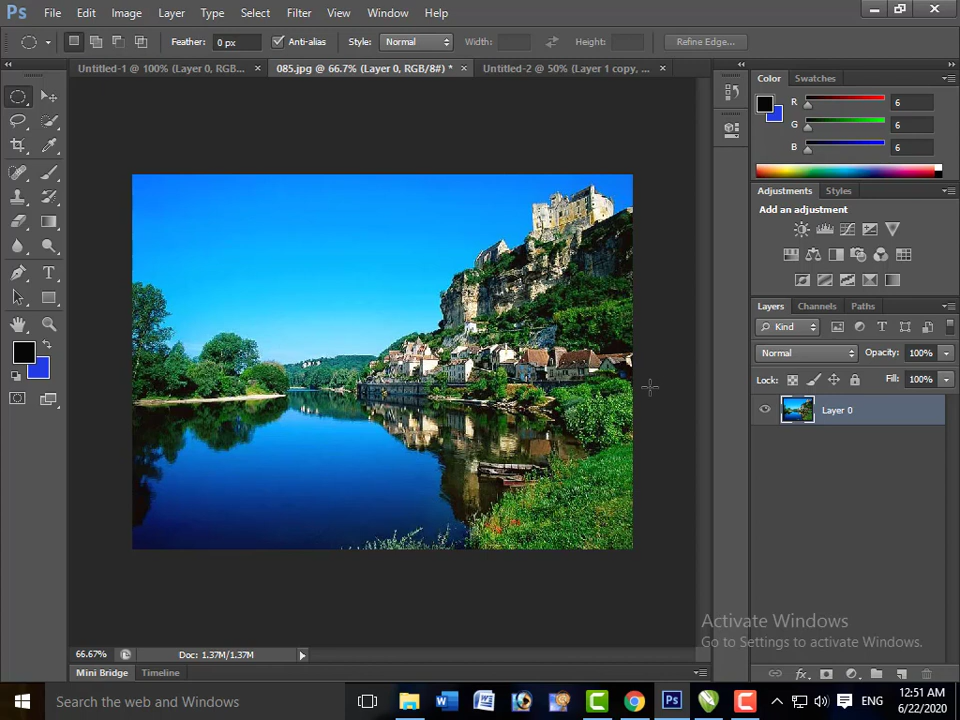 Ps File Edit Image Layer Type Select Filter View Window Help
Feather: 0 px Anti-alias Style: Normal Width: Height: Refine Edge...
Untitled-1 @ 100% (Layer 0, RGB... × 085.jpg @ 66.7% (Layer 0, RGB/8#) * × Untitled-2 @ 50% (Layer 1 copy, ... ×
Color Swatches
R 6
G 6
B 6
Adjustments Styles
Add an adjustment
Layers Channels Paths
Kind
Normal Opacity: 100%
Lock: Fill: 100%
Layer 0
Activate Windows
Go to Settings to activate Windows.
66.67% Doc: 1.37M/1.37M
Mini Bridge Timeline
Search the web and Windows
ENG
12:51 AM
6/22/2020